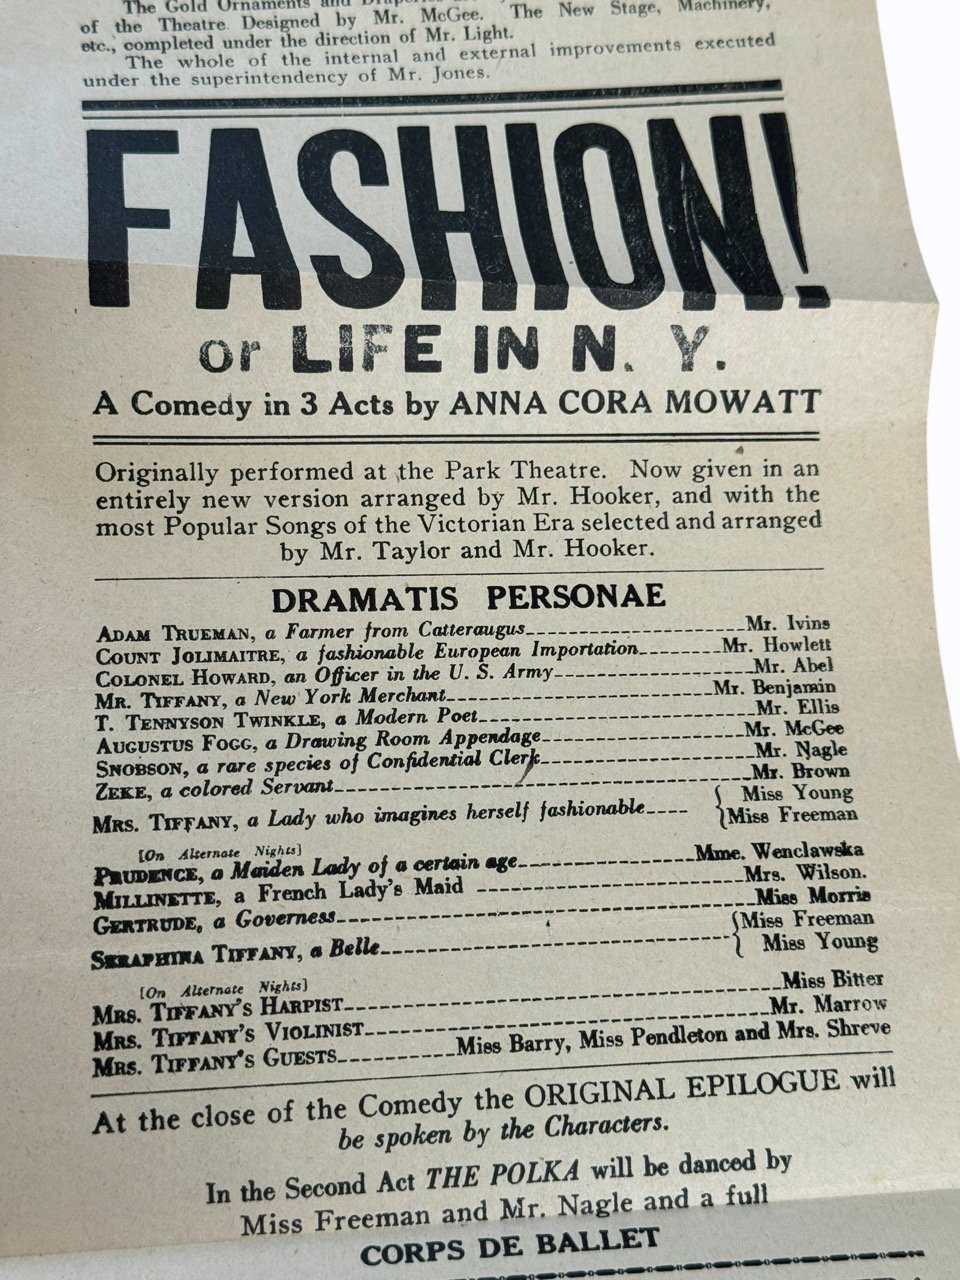 The Gold Ornaments and
of the Theatre Designed by Mr. McGee. The New Stage, Machinery,
etc., completed under the direction of Mr. Light.
The whole of the internal and external improvements executed
under the superintendency of Mr. Jones.
FASHION!
or LIFE IN N. Y.
A Comedy in 3 Acts by ANNA CORA MOWATT
Originally performed at the Park Theatre. Now given in an
entirely new version arranged by Mr. Hooker, and with the
most Popular Songs of the Victorian Era selected and arranged
by Mr. Taylor and Mr. Hooker.
DRAMATIS PERSONAE
ADAM TRUEMAN, a Farmer from Catteraugus Mr. Ivins
COUNT JOLIMAITRE, a fashionable European Importation Mr. Howlett
COLONEL HOWARD, an Officer in the U. S. Army Mr. Abel
MR. TIFFANY, a New York Merchant Mr. Benjamin
T. TENNYSON TWINKLE, a Modern Poet Mr. Ellis
AUGUSTUS FOGG, a Drawing Room Appendage Mr. McGee
SNOBSON, a rare species of Confidential Clerk Mr. Nagle
ZEKE, a colored Servant Mr. Brown
MRS. TIFFANY, a Lady who imagines herself fashionable { Miss Young
{ Miss Freeman
[On Alternate Nights]
PRUDENCE, a Maiden Lady of a certain age Mme. Wenclawska
MILLINETTE, a French Lady's Maid Mrs. Wilson.
GERTRUDE, a Governess Miss Morris
SERAPHINA TIFFANY, a Belle { Miss Freeman
{ Miss Young
[On Alternate Nights]
MRS. TIFFANY'S HARPIST Miss Bitter
MRS. TIFFANY'S VIOLINIST Mr. Marrow
MRS. TIFFANY'S GUESTS Miss Barry, Miss Pendleton and Mrs. Shreve
At the close of the Comedy the ORIGINAL EPILOGUE will
be spoken by the Characters.
In the Second Act THE POLKA will be danced by
Miss Freeman and Mr. Nagle and a full
CORPS DE BALLET